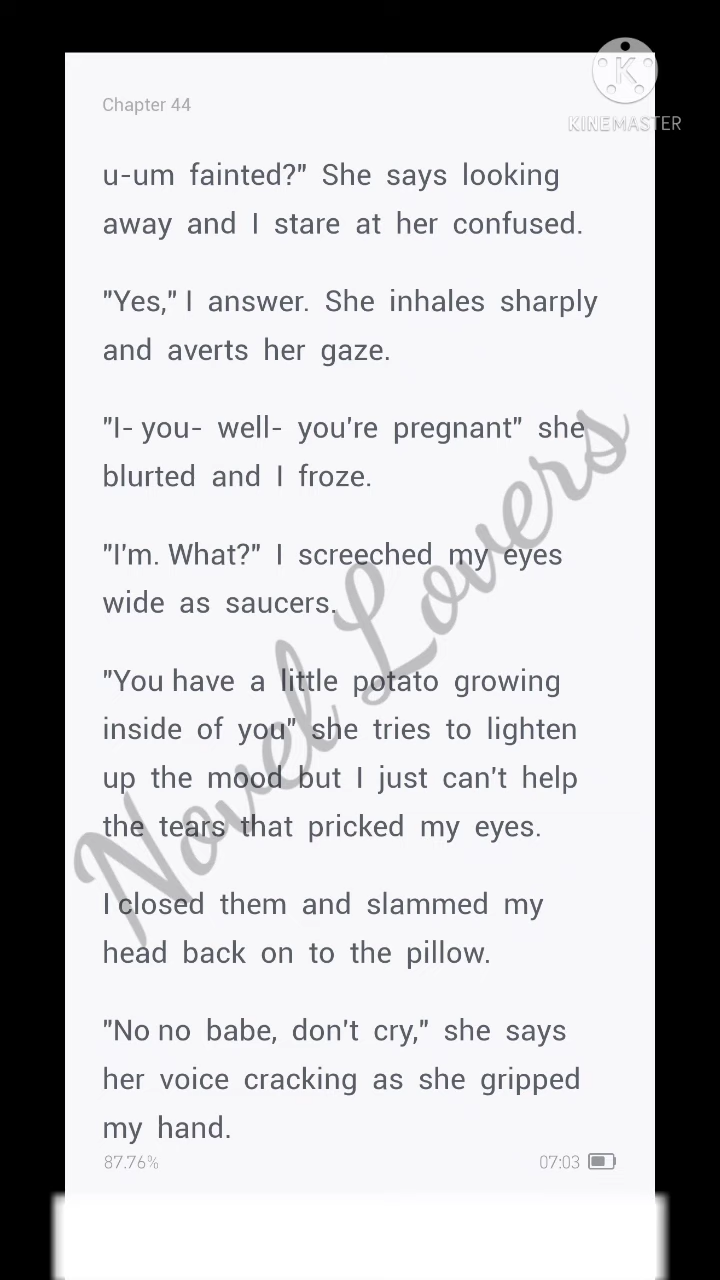 K
KINEMASTER
Chapter 44
u-um fainted?" She says looking
away and I stare at her confused.
"Yes," I answer. She inhales sharply
and averts her gaze.
"I- you- well- you're pregnant" she
blurted and I froze.
"I'm. What?" I screeched my eyes
wide as saucers.
"You have a little potato growing
inside of you" she tries to lighten
up the mood but I just can't help
the tears that pricked my eyes.
I closed them and slammed my
head back on to the pillow.
"No no babe, don't cry," she says
her voice cracking as she gripped
my hand.
87.76%
07:03
Novel Lovers